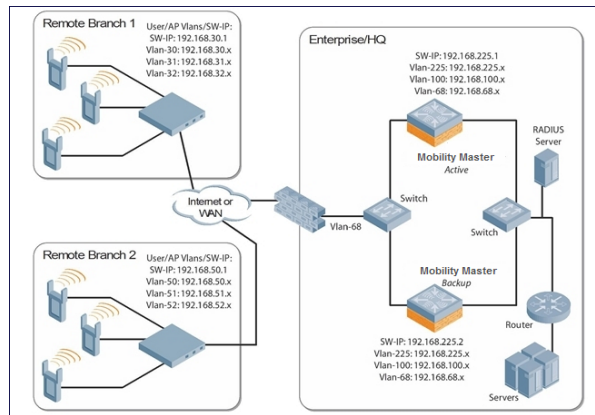 Remote Branch 1
User/AP Vlans/SW-IP:
SW-IP: 192.168.30.1
Vlan-30: 192.168.30.x
Vlan-31: 192.168.31.x
Vlan-32: 192.168.32.x
Enterprise/HQ
SW-IP: 192.168.225.1
Vlan-225: 192.168.225.x
Vlan-100: 192.168.100.x
Vlan-68: 192.168.68.x
RADIUS
Server
Mobility Master
Active
Internet or
WAN
Vlan-68
Switch
Switch
Remote Branch 2
User/AP Vlans/SW-IP:
SW-IP: 192.168.50.1
Vlan-50: 192.168.50.x
Vlan-51: 192.168.51.x
Vlan-52: 192.168.52.x
Mobility Master
Backup
SW-IP: 192.168.225.2
Vlan-225: 192.168.225.x
Vlan-100: 192.168.100.x
Vlan-68: 192.168.68.x
Router
Servers